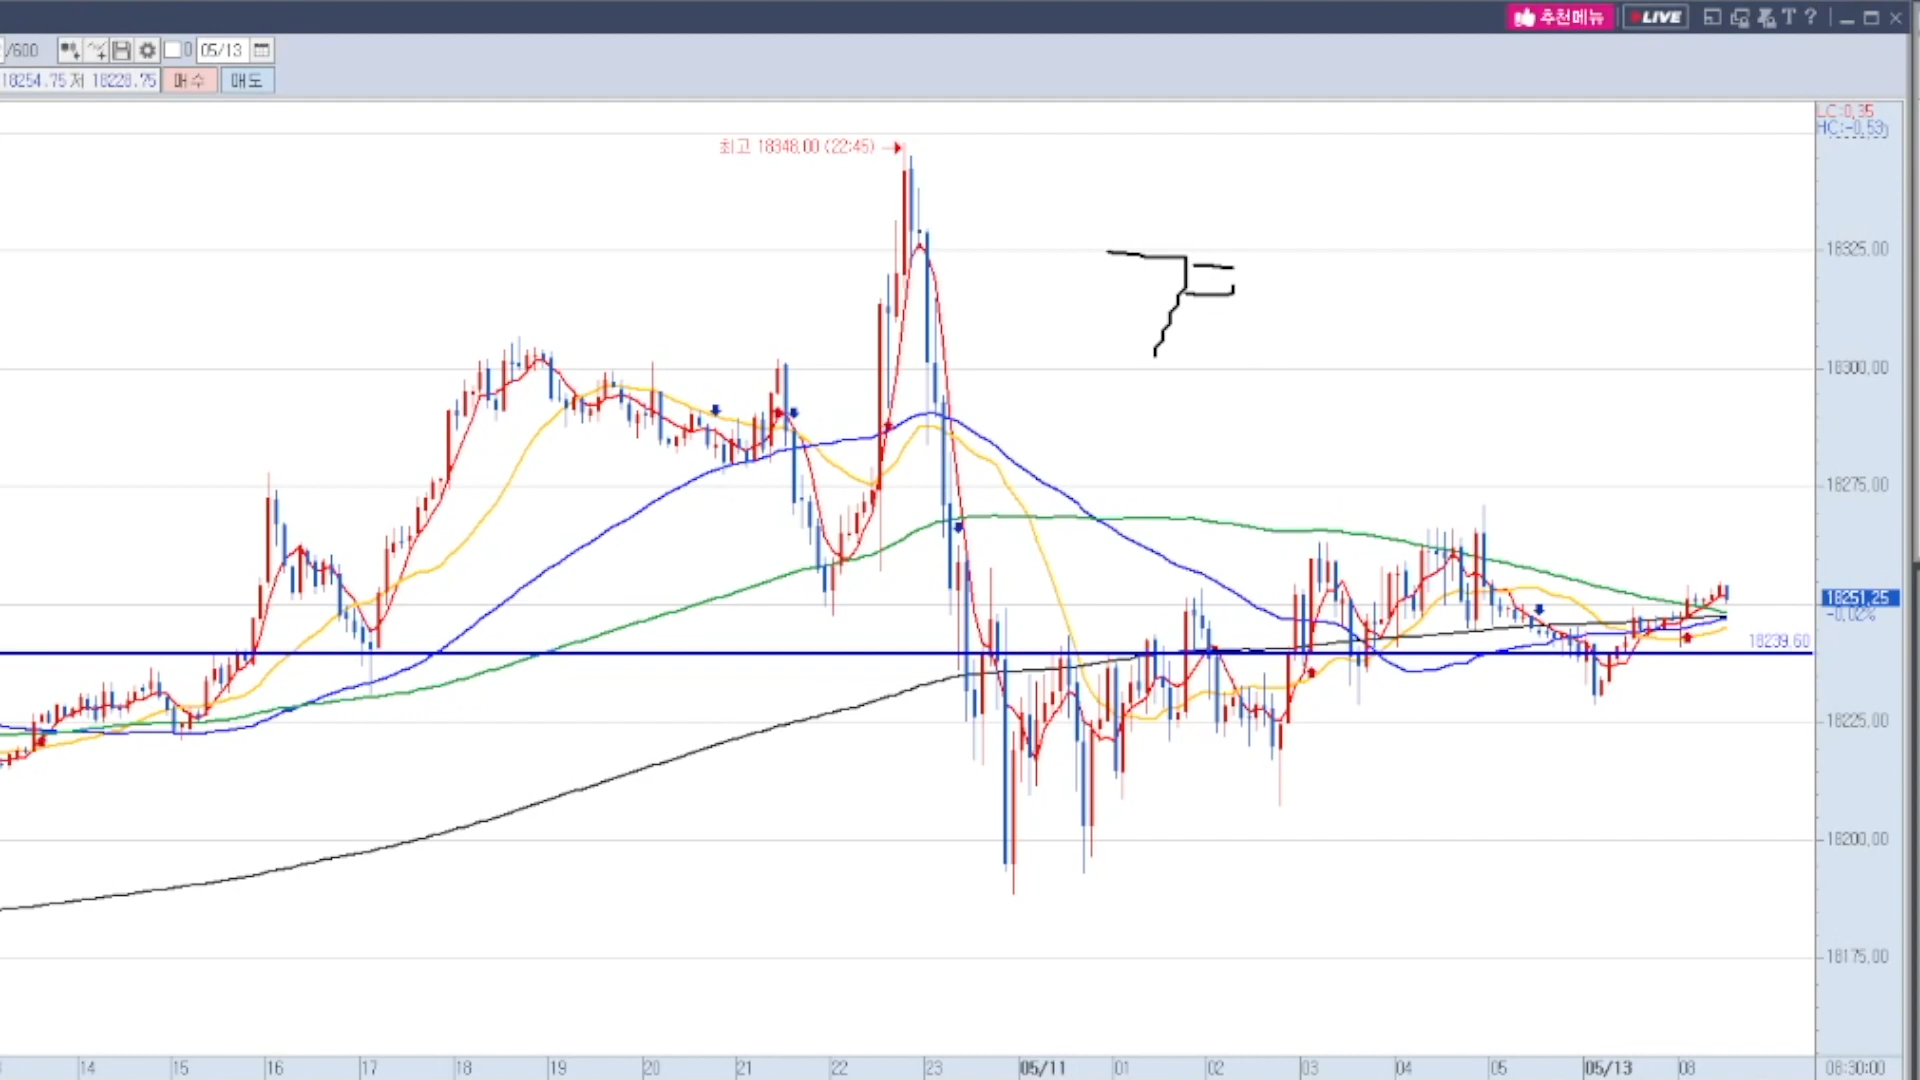 추천메뉴 LIVE T ?
/600 0 05/13
18254.75 저 18228.75 매수 매도
LC:0.35
HC:-0.53
최고 18348.00 (22:45)
18325.00
18300.00
18275.00
18251.25
-0.02%
18239.60
18225.00
18200.00
18175.00
14 15 16 17 18 19 20 21 22 23 05/11 01 02 03 04 05 05/13 08 08:30:00